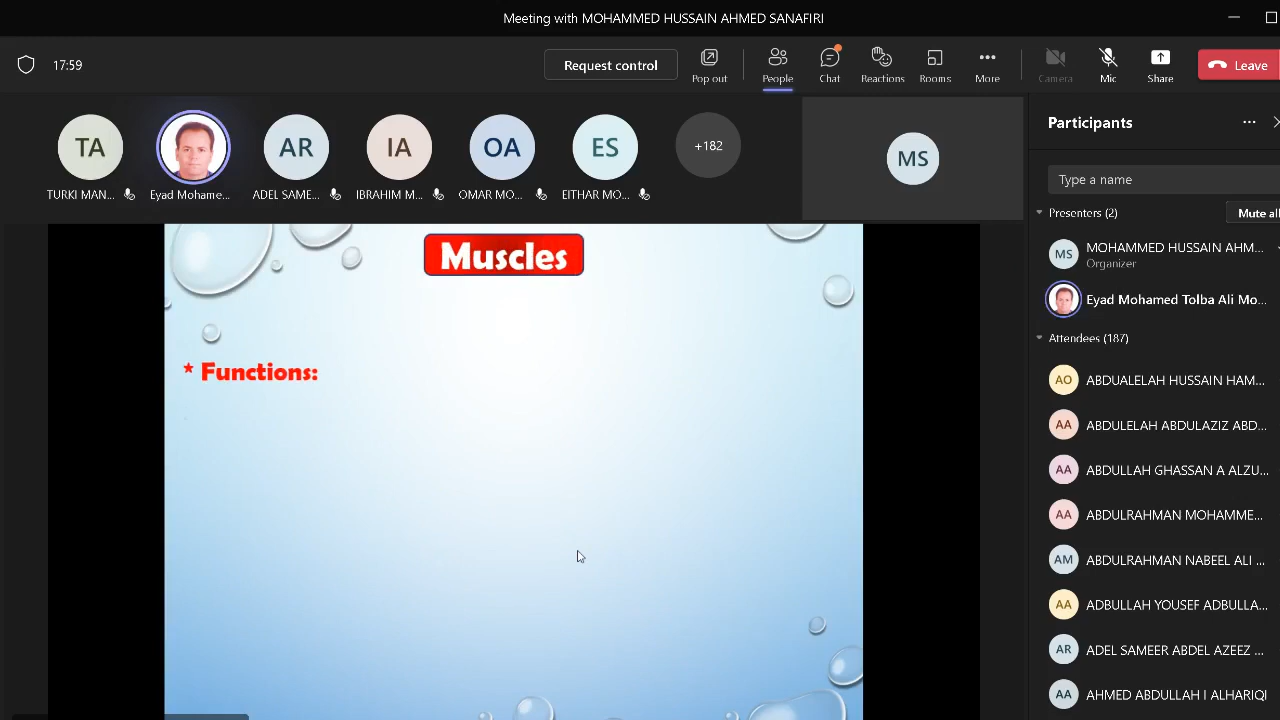 Meeting with MOHAMMED HUSSAIN AHMED SANAFIRI
17:59
Request control
Pop out
People
Chat
Reactions
Rooms
More
Camera
Mic
Share
Leave
TA
AR
IA
OA
ES
+182
MS
TURKI MAN...
Eyad Mohame...
ADEL SAME...
IBRAHIM M...
OMAR MO...
EITHAR MO...
Muscles
* Functions:
Participants
Type a name
Presenters (2)
Mute all
MS
MOHAMMED HUSSAIN AHM...
Organizer
Eyad Mohamed Tolba Ali Mo...
Attendees (187)
AO
ABDUALELAH HUSSAIN HAM...
AA
ABDULELAH ABDULAZIZ ABD...
AA
ABDULLAH GHASSAN A ALZU...
AA
ABDULRAHMAN MOHAMME...
AM
ABDULRAHMAN NABEEL ALI ...
AA
ADBULLAH YOUSEF ADBULLA...
AR
ADEL SAMEER ABDEL AZEEZ ...
AA
AHMED ABDULLAH I ALHARIQI